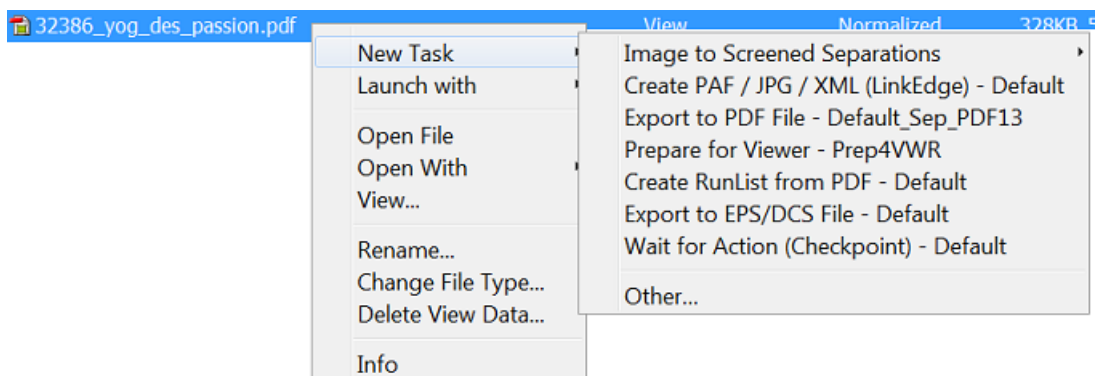 32386_yog_des_passion.pdf View Normalized 328KB
New Task
Launch with
Open File
Open With
View...
Rename...
Change File Type...
Delete View Data...
Info
Image to Screened Separations
Create PAF / JPG / XML (LinkEdge) - Default
Export to PDF File - Default_Sep_PDF13
Prepare for Viewer - Prep4VWR
Create RunList from PDF - Default
Export to EPS/DCS File - Default
Wait for Action (Checkpoint) - Default
Other...